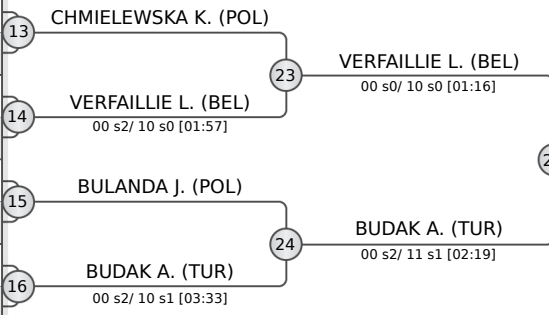 CHMIELEWSKA K. (POL)
13
23
VERFAILLIE L. (BEL)
00 s0/ 10 s0 [01:16]
VERFAILLIE L. (BEL)
14
00 s2/ 10 s0 [01:57]
BULANDA J. (POL)
15
24
BUDAK A. (TUR)
00 s2/ 11 s1 [02:19]
BUDAK A. (TUR)
16
00 s2/ 10 s1 [03:33]